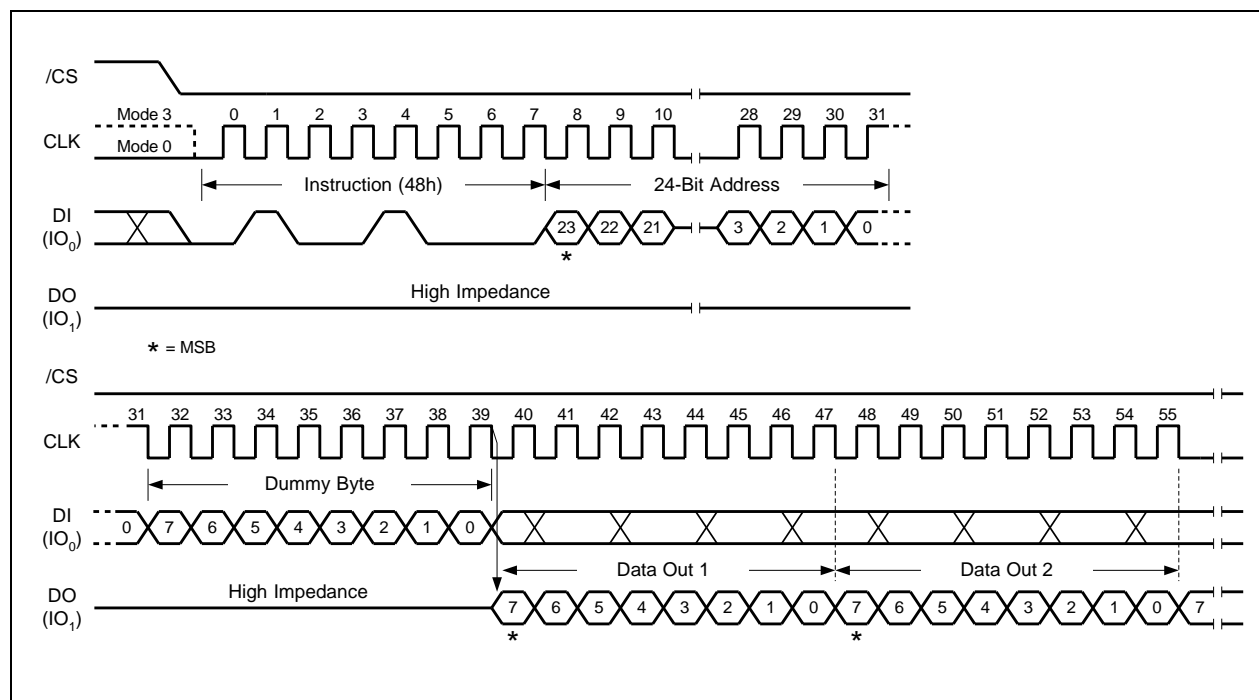 /CS
Mode 3 0 1 2 3 4 5 6 7 8 9 10 28 29 30 31
CLK
Mode 0
Instruction (48h) 24-Bit Address
DI
(IO0)
23 22 21 3 2 1 0
*
High Impedance
DO
(IO1)
* = MSB
/CS
31 32 33 34 35 36 37 38 39 40 41 42 43 44 45 46 47 48 49 50 51 52 53 54 55
CLK
Dummy Byte
DI
(IO0)
0 7 6 5 4 3 2 1 0
Data Out 1 Data Out 2
High Impedance
DO
(IO1)
7 6 5 4 3 2 1 0 7 6 5 4 3 2 1 0 7
* *